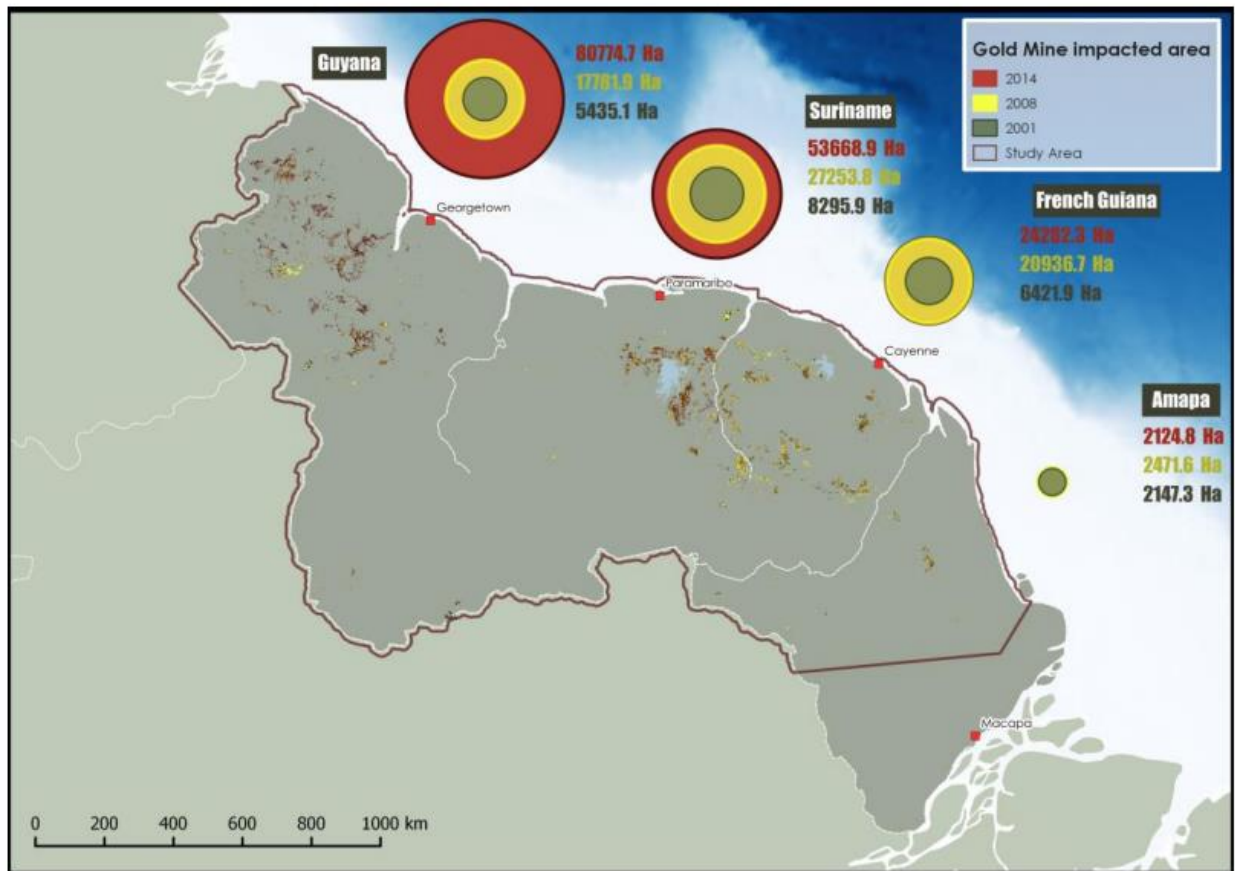 Guyana
80774.7 Ha
17781.9 Ha
5435.1 Ha
Suriname
53668.9 Ha
27253.8 Ha
8295.9 Ha
French Guiana
24282.3 Ha
20936.7 Ha
6421.9 Ha
Amapa
2124.8 Ha
2471.6 Ha
2147.3 Ha
Gold Mine impacted area
2014
2008
2001
Study Area
Georgetown
Paramaribo
Cayenne
Macapa
0 200 400 600 800 1000 km